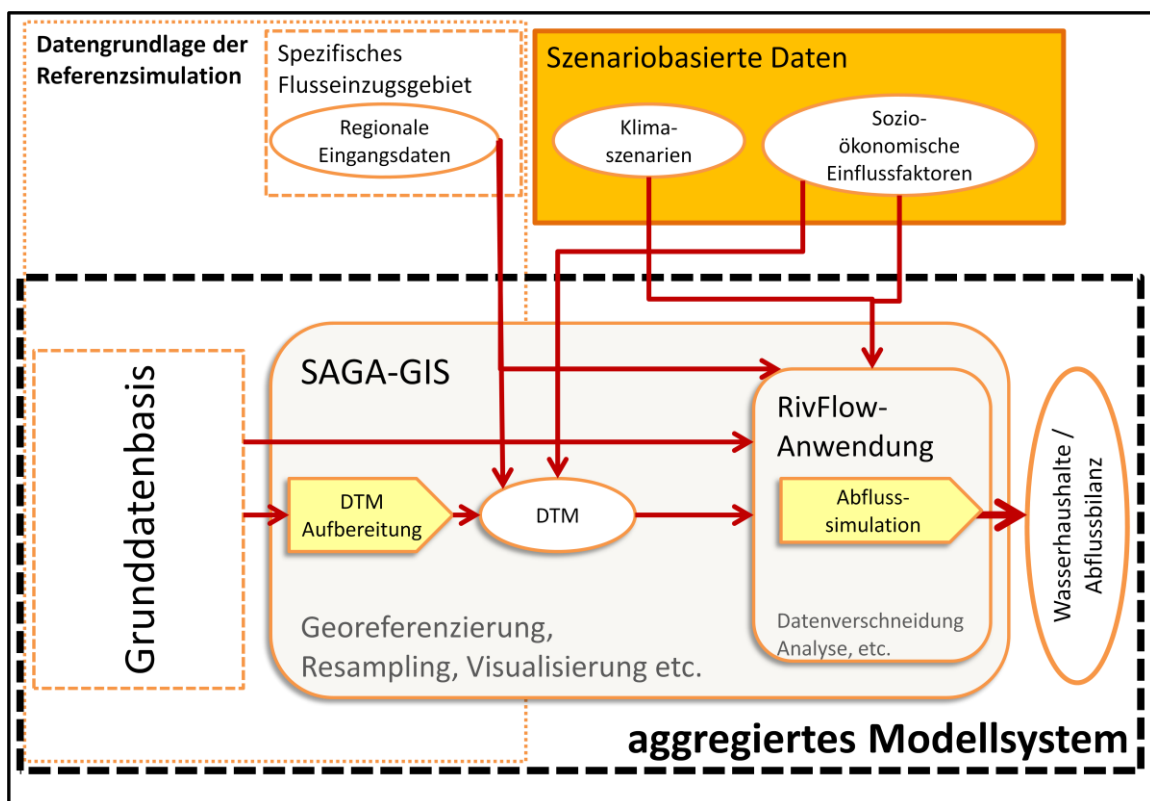 Datengrundlage der
Referenzsimulation
Spezifisches
Flusseinzugsgebiet
Regionale
Eingangsdaten
Szenariobasierte Daten
Klima-
szenarien
Sozio-
ökonomische
Einflussfaktoren
Grunddatenbasis
SAGA-GIS
DTM
Aufbereitung
DTM
RivFlow-
Anwendung
Abfluss-
simulation
Datenverschneidung
Analyse, etc.
Georeferenzierung,
Resampling, Visualisierung etc.
Wasserhaushalte /
Abflussbilanz
aggregiertes Modellsystem